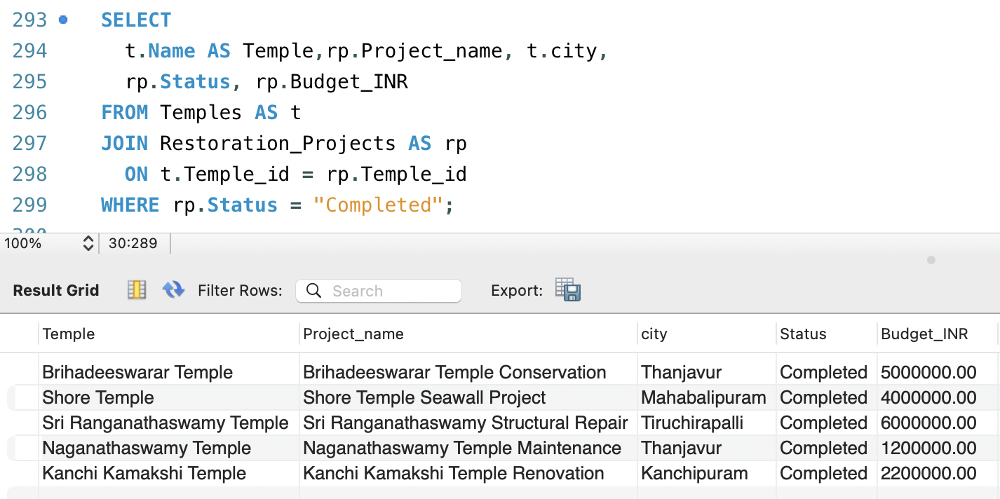 293 SELECT
294 t.Name AS Temple,rp.Project_name, t.city,
295 rp.Status, rp.Budget_INR
296 FROM Temples AS t
297 JOIN Restoration_Projects AS rp
298 ON t.Temple_id = rp.Temple_id
299 WHERE rp.Status = "Completed";
100% 30:289
Result Grid Filter Rows: Search Export:
Temple Project_name city Status Budget_INR
Brihadeeswarar Temple Brihadeeswarar Temple Conservation Thanjavur Completed 5000000.00
Shore Temple Shore Temple Seawall Project Mahabalipuram Completed 4000000.00
Sri Ranganathaswamy Temple Sri Ranganathaswamy Structural Repair Tiruchirapalli Completed 6000000.00
Naganathaswamy Temple Naganathaswamy Temple Maintenance Thanjavur Completed 1200000.00
Kanchi Kamakshi Temple Kanchi Kamakshi Temple Renovation Kanchipuram Completed 2200000.00